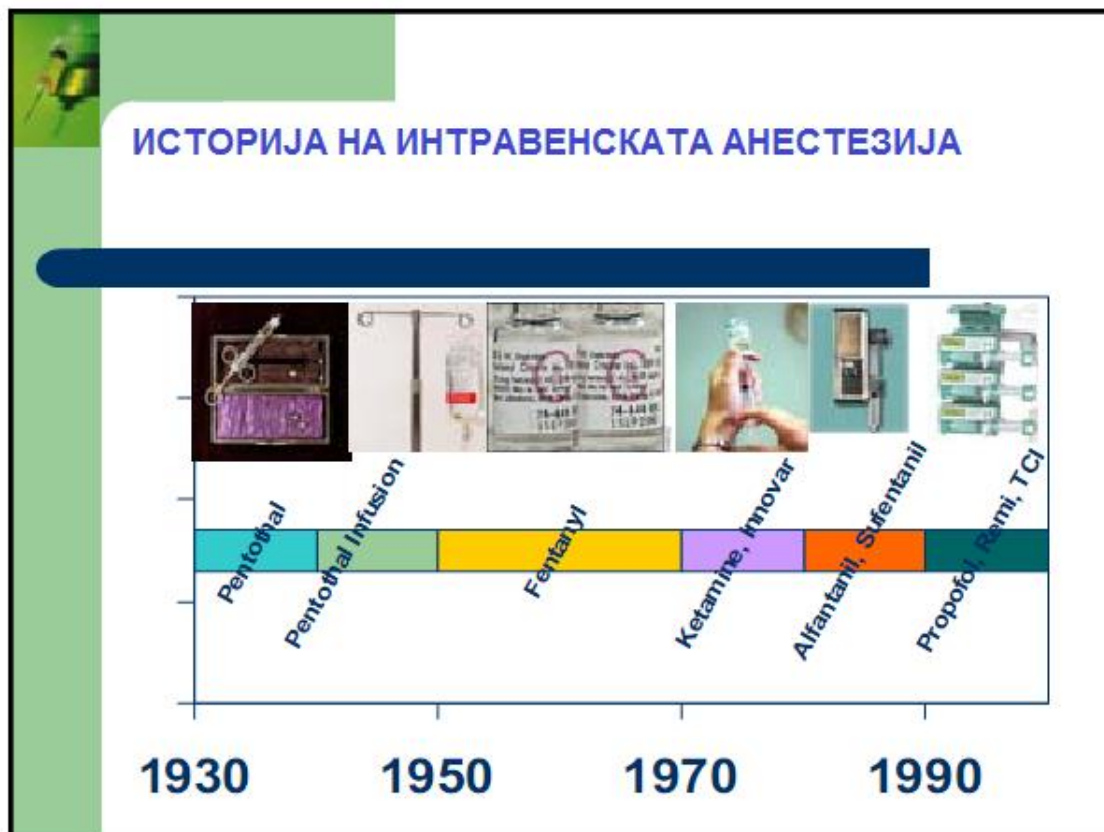 ИСТОРИЈА НА ИНТРАВЕНСКАТА АНЕСТЕЗИЈА
Pentothal
Pentothal Infusion
Fentanyl
Ketamine, Innovar
Alfantanil, Sufentanil
Propofol, Remi, TCI
1930
1950
1970
1990